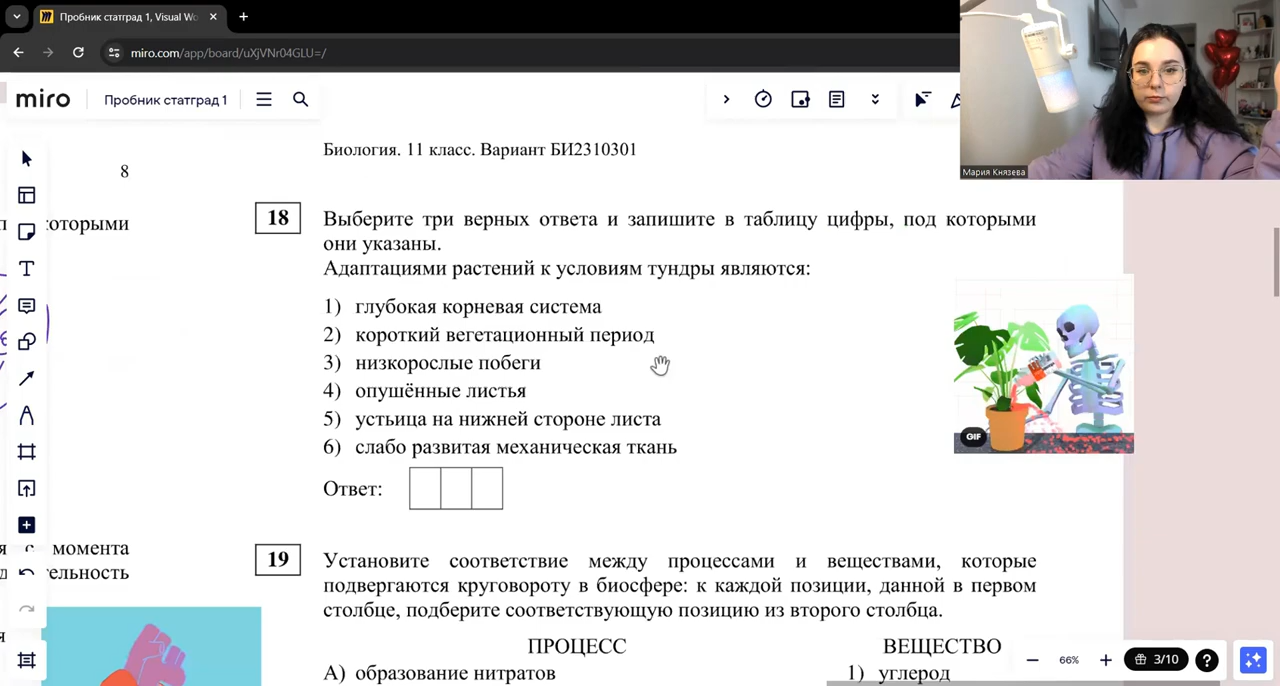 Пробник статград 1, Visual Wo
miro.com/app/board/uXjVNr04GLU=/
miro
Пробник статград 1
Мария Князева
Биология. 11 класс. Вариант БИ2310301
8
оторыми
18 Выберите три верных ответа и запишите в таблицу цифры, под которыми
они указаны.
Адаптациями растений к условиям тундры являются:
1) глубокая корневая система
2) короткий вегетационный период
3) низкорослые побеги
4) опушённые листья
5) устьица на нижней стороне листа
6) слабо развитая механическая ткань
GIF
Ответ:
момента
тельность
19 Установите соответствие между процессами и веществами, которые
подвергаются круговороту в биосфере: к каждой позиции, данной в первом
столбце, подберите соответствующую позицию из второго столбца.
ПРОЦЕСС ВЕЩЕСТВО
А) образование нитратов 1) углерод
66%
3/10